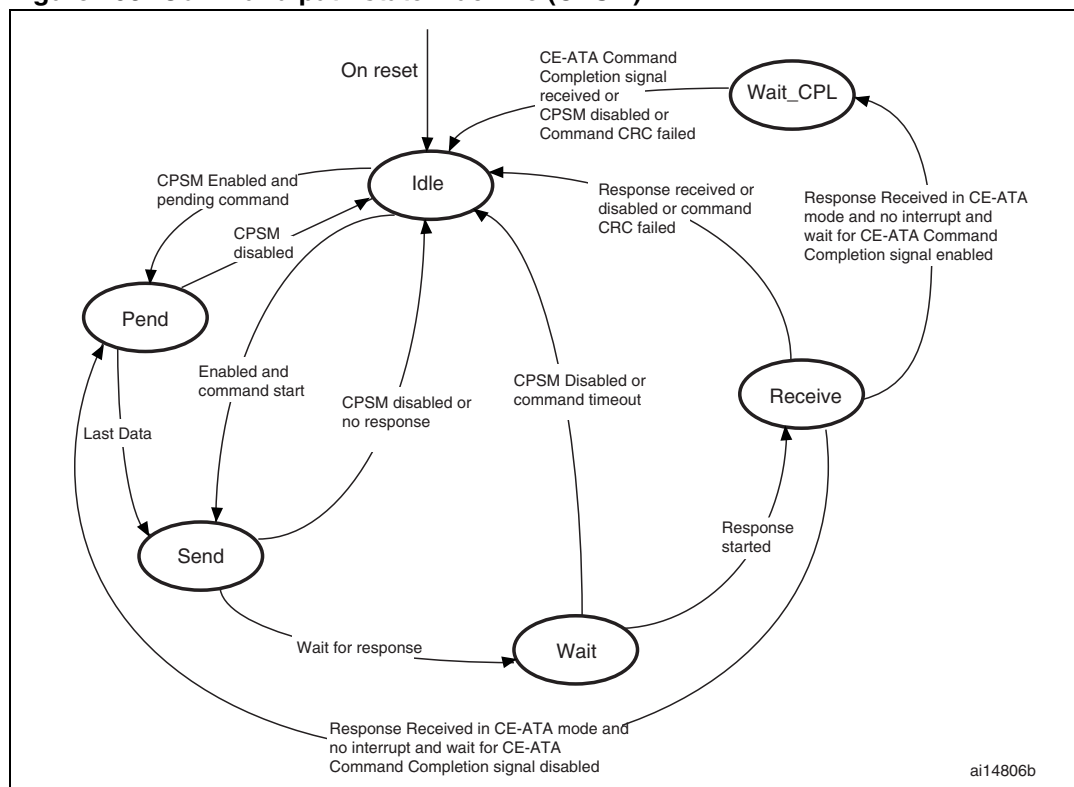 On reset
CE-ATA Command
Completion signal
received or
CPSM disabled or
Command CRC failed
Wait_CPL
Idle
CPSM Enabled and
pending command
CPSM
disabled
Response received or
disabled or command
CRC failed
Response Received in CE-ATA
mode and no interrupt and
wait for CE-ATA Command
Completion signal enabled
Pend
Enabled and
command start
CPSM disabled or
no response
CPSM Disabled or
command timeout
Receive
Last Data
Send
Response
started
Wait for response
Wait
Response Received in CE-ATA mode and
no interrupt and wait for CE-ATA
Command Completion signal disabled
ai14806b